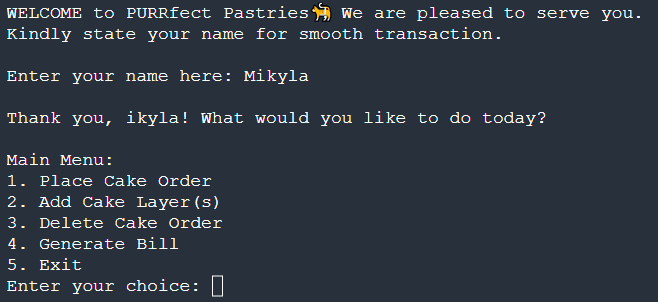 WELCOME to PURRfect Pastries🐈 We are pleased to serve you.
Kindly state your name for smooth transaction.
Enter your name here: Mikyla
Thank you, ikyla! What would you like to do today?
Main Menu:
1. Place Cake Order
2. Add Cake Layer(s)
3. Delete Cake Order
4. Generate Bill
5. Exit
Enter your choice: